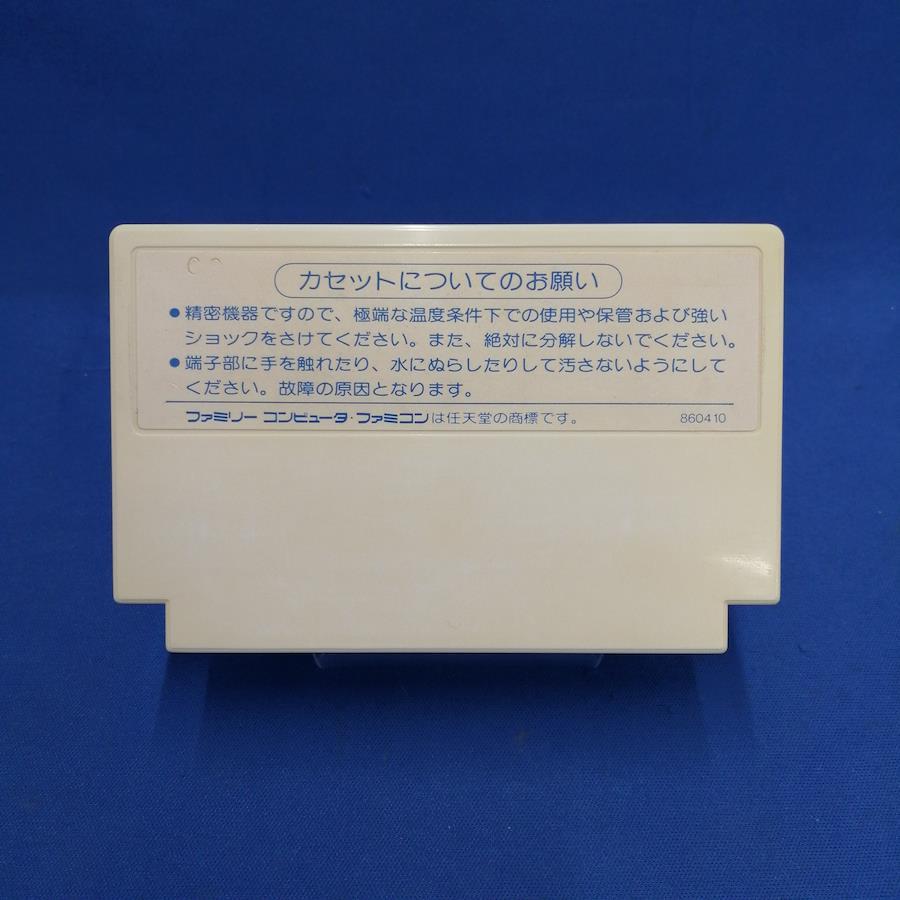 カセットについてのお願い
●精密機器ですので、極端な温度条件下での使用や保管および強い
ショックをさけてください。また、絶対に分解しないでください。
●端子部に手を触れたり、水にぬらしたりして汚さないようにして
ください。故障の原因となります。
ファミリー コンピュータ・ファミコンは任天堂の商標です。 860410